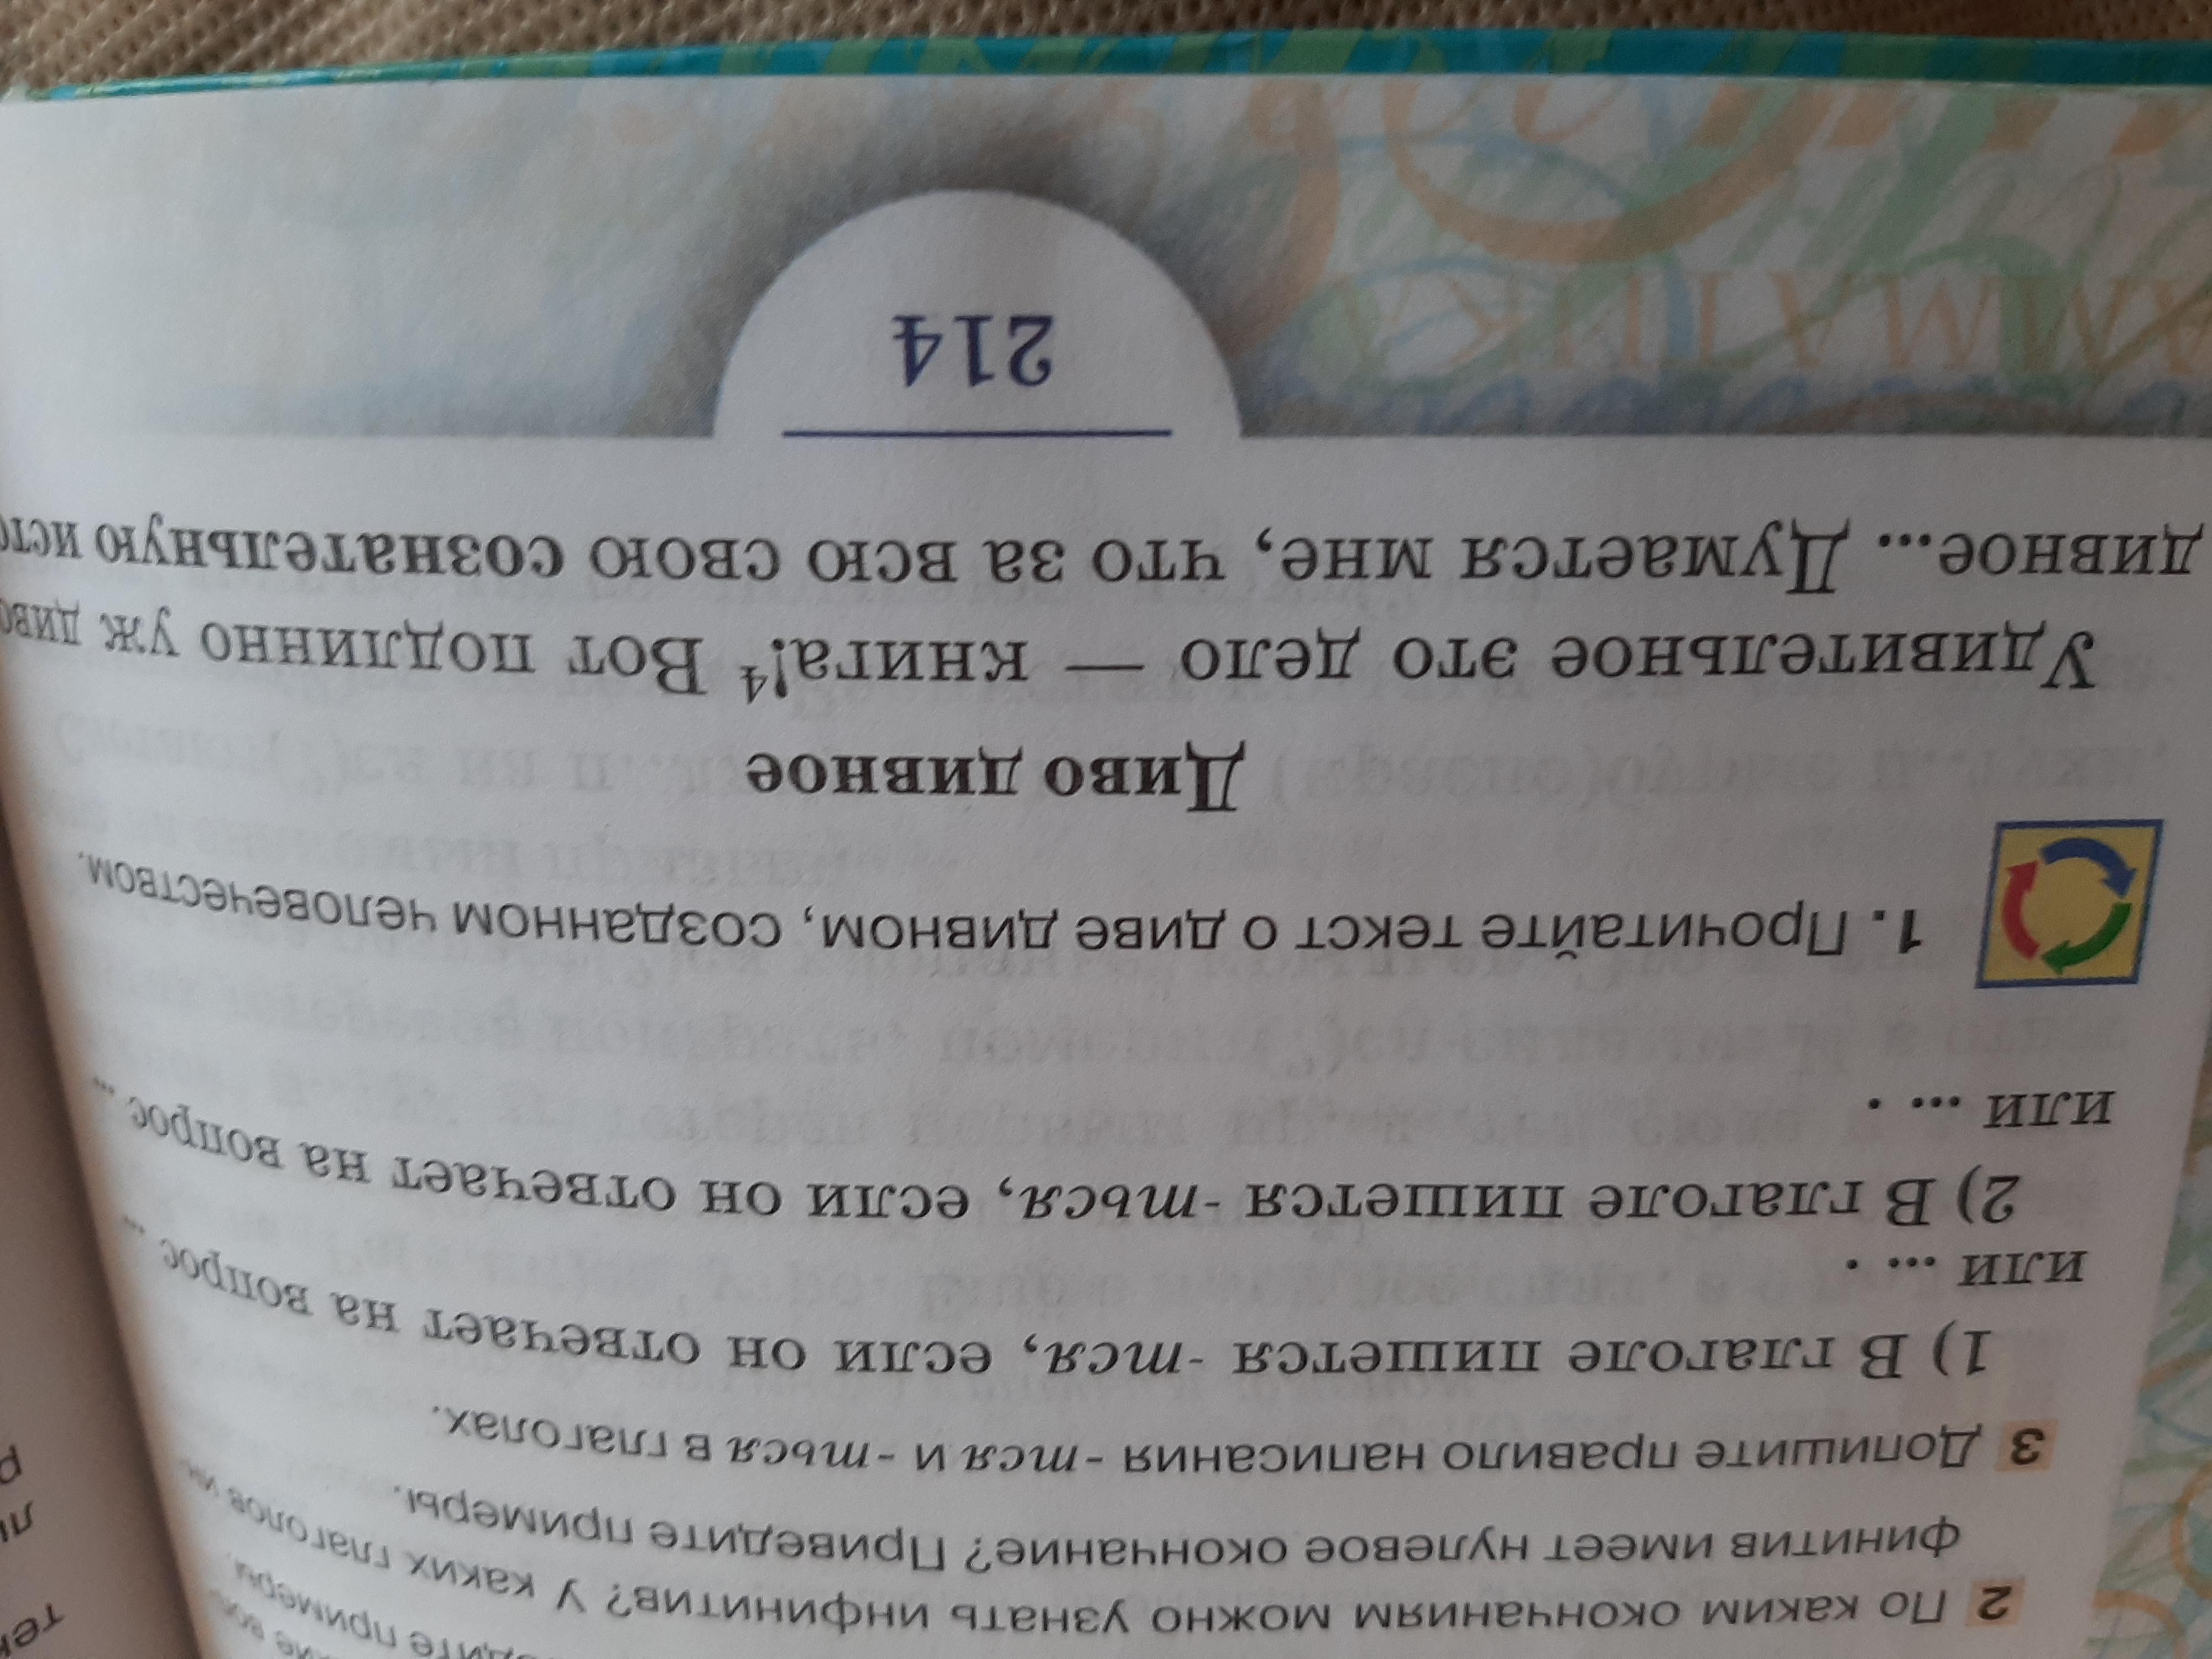 примеры.
2 По каким окончаниям можно узнать инфинитив? У каких глаголов ин-
финитив имеет нулевое окончание? Приведите примеры.
3 Допишите правило написания -тся и -ться в глаголах.
1) В глаголе пишется -тся, если он отвечает на вопрос ...
или ... .
2) В глаголе пишется -ться, если он отвечает на вопрос ...
или ... .
1. Прочитайте текст о диве дивном, созданном человечеством.
Диво дивное
Удивительное это дело — книга!⁴ Вот подлинно уж диво
дивное... Думается мне, что за всю свою сознательную
214
АММАТИКА